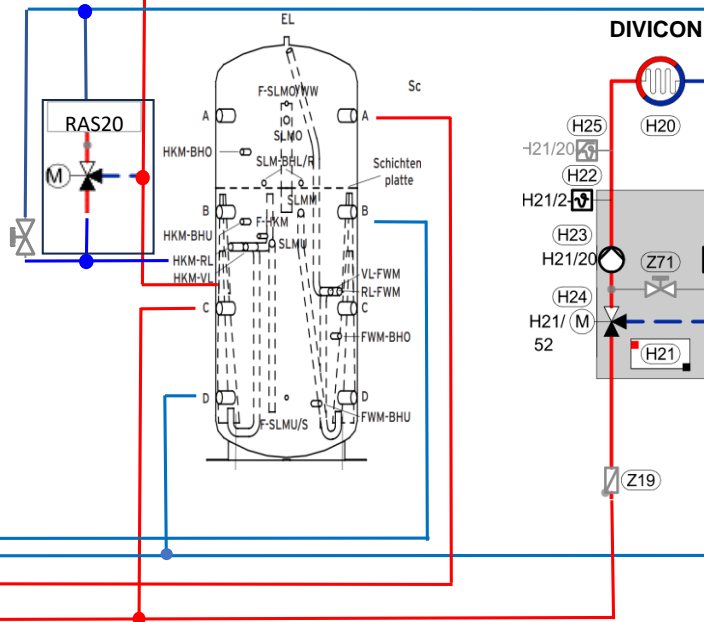 EL
DIVICON
Sc
F-SLMO/WW
RAS20
A
A
SLMO
H25
H20
HKM-BHO
H21/20
SLM-BHL/R
Schichten
platte
M
H22
SLMM
H21/2
B
B
F-HKM
HKM-BHU
SLMU
H23
HKM-RL
H21/20
Z71
HKM-VL
VL-FWM
RL-FWM
H24
C
C
H21/
M
52
FWM-BHO
H21
D
D
FWM-BHU
F-SLMU/S
Z19